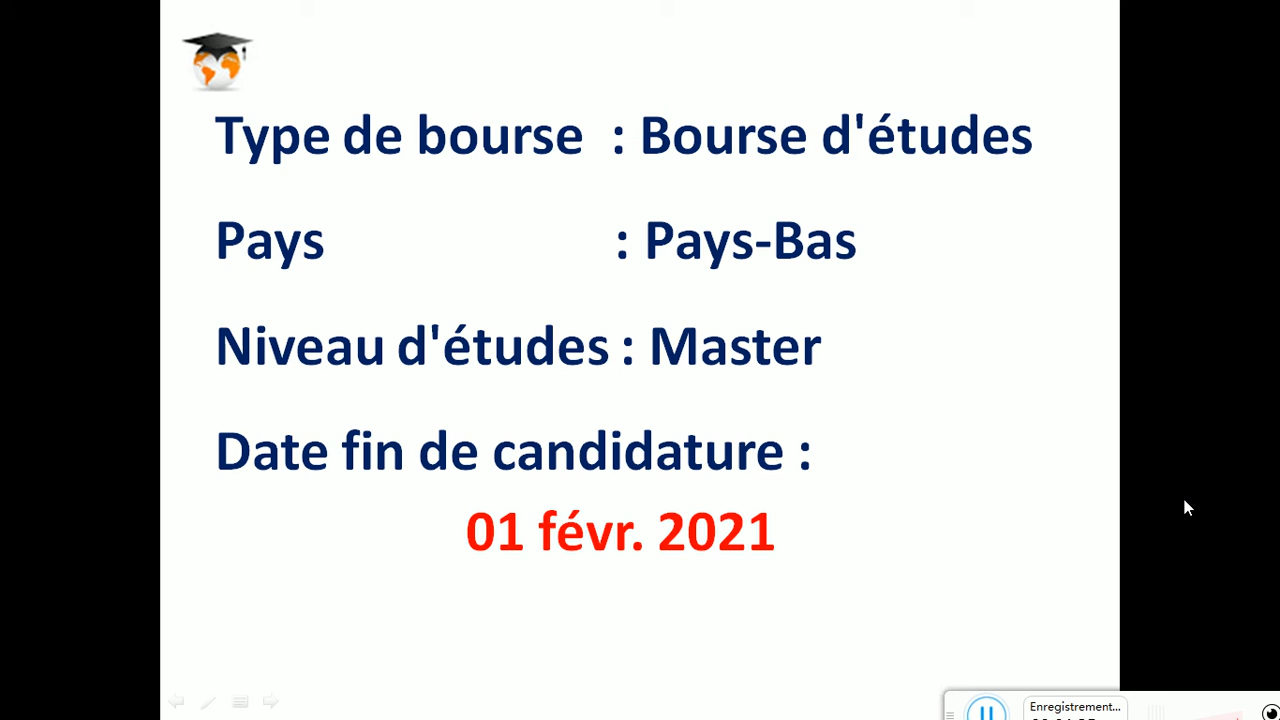 Type de bourse : Bourse d'études
Pays : Pays-Bas
Niveau d'études : Master
Date fin de candidature :
01 févr. 2021
Enregistrement...